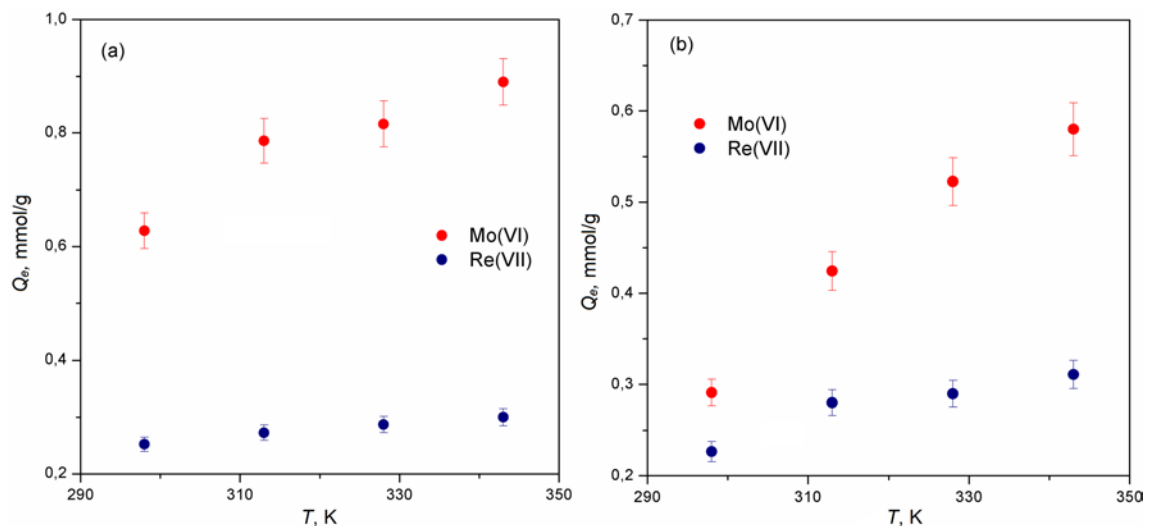 (a)
1,0
0,8
0,6
0,4
0,2
Qe, mmol/g
Mo(VI)
Re(VII)
290
310
330
350
T, K
(b)
0,7
0,6
0,5
0,4
0,3
0,2
Qe, mmol/g
Mo(VI)
Re(VII)
290
310
330
350
T, K